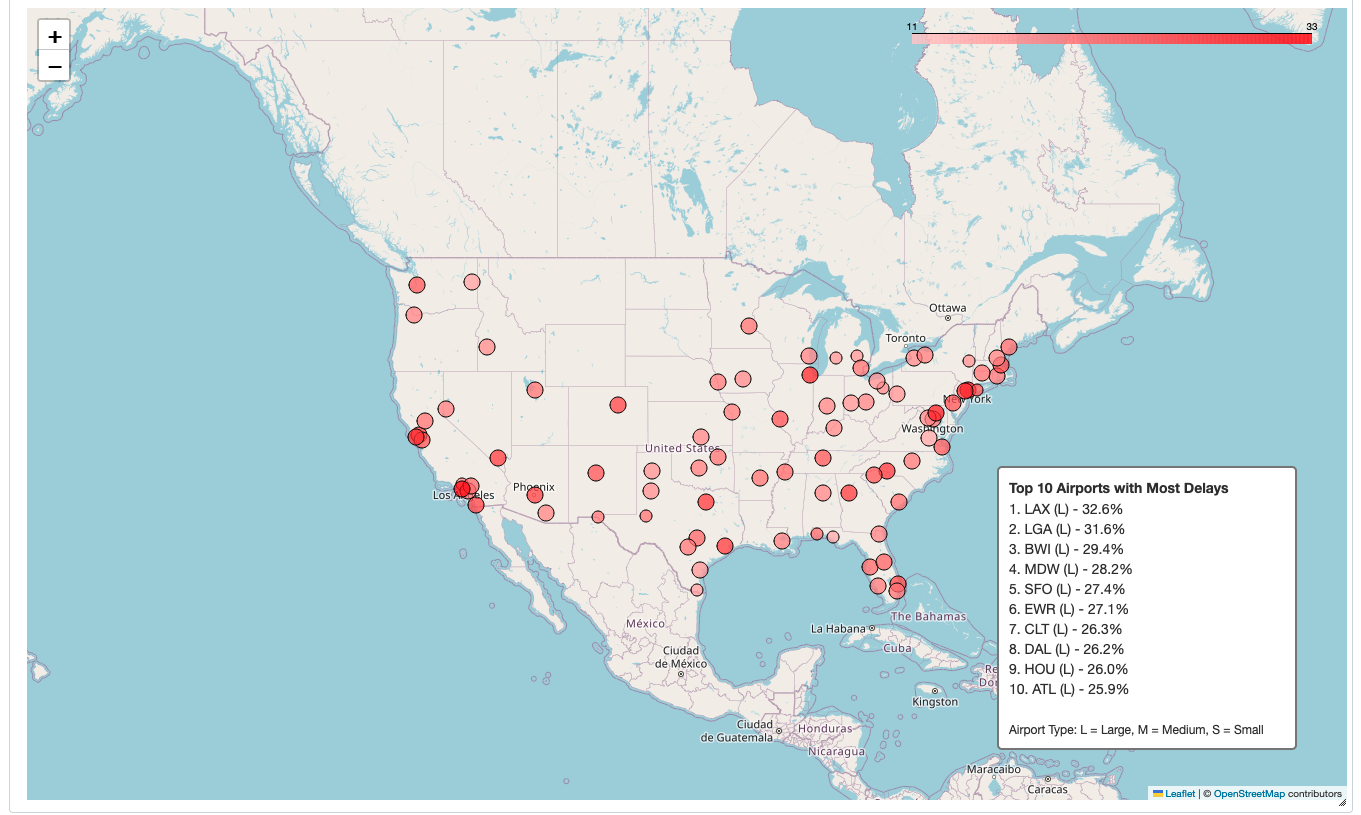 +
−
11
33
Ottawa
Toronto
New York
Washington
United States
Los Angeles
Phoenix
Top 10 Airports with Most Delays
1. LAX (L) - 32.6%
2. LGA (L) - 31.6%
3. BWI (L) - 29.4%
4. MDW (L) - 28.2%
5. SFO (L) - 27.4%
6. EWR (L) - 27.1%
7. CLT (L) - 26.3%
8. DAL (L) - 26.2%
9. HOU (L) - 26.0%
10. ATL (L) - 25.9%
Airport Type: L = Large, M = Medium, S = Small
The Bahamas
La Habana
México
Cuba
Ciudad
de México
Re
Do
Kingston
Ciudad
de Guatemala
Honduras
Nicaragua
Maracaibo
Caracas
Leaflet | © OpenStreetMap contributors